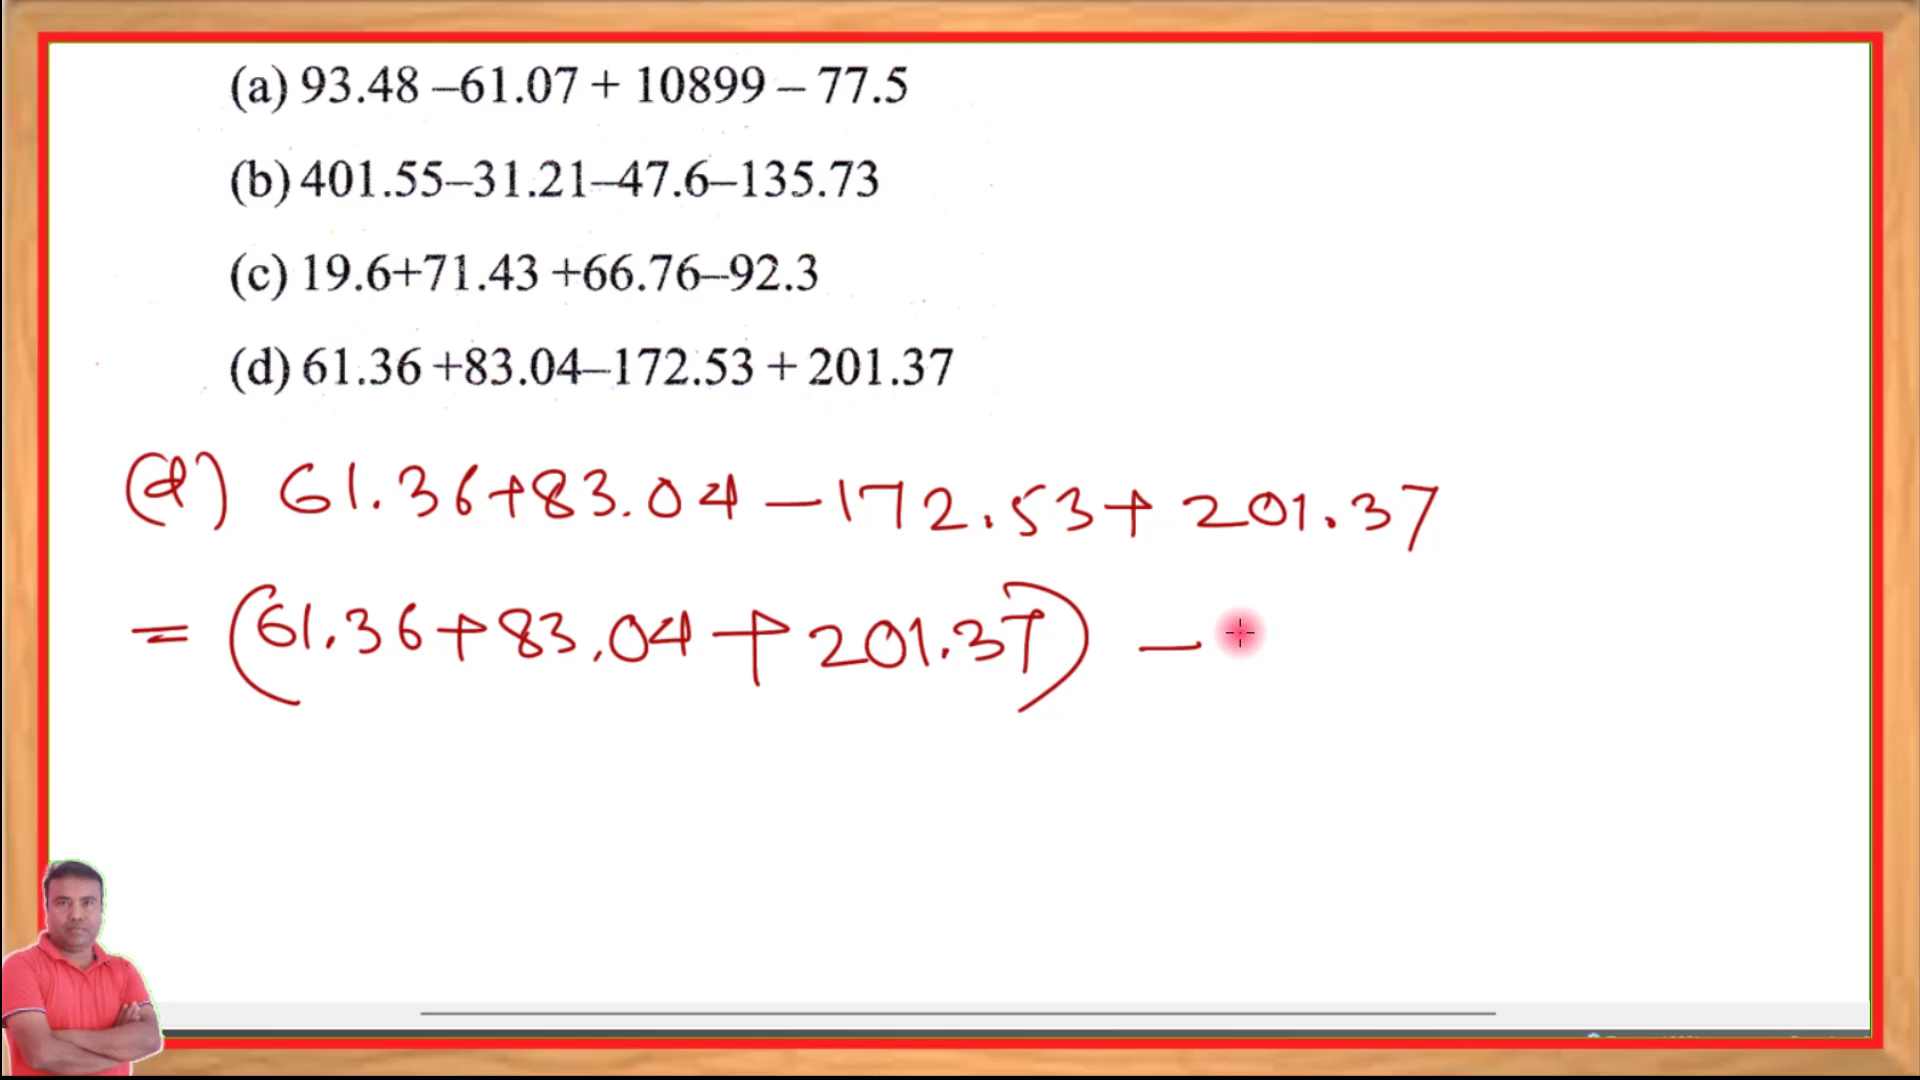 (a) 93.48 –61.07 + 10899 – 77.5
(b) 401.55–31.21–47.6–135.73
(c) 19.6+71.43 +66.76–92.3
(d) 61.36 +83.04–172.53 + 201.37
(d) 61.36+83.04 – 172.53+ 201.37
= (61.36+83.04+201.37) –